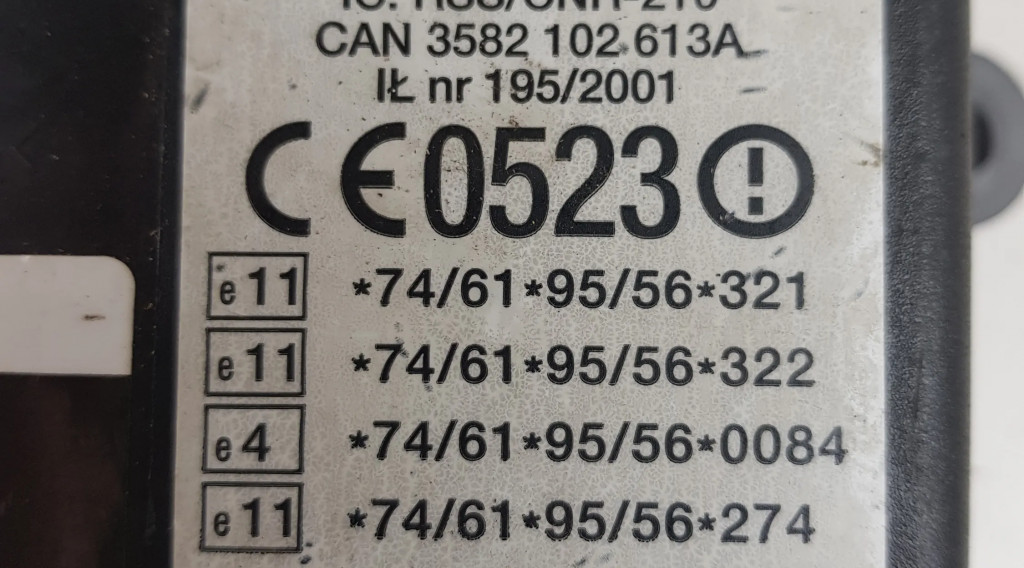 CAN 3582 102 613A
IŁ nr 195/2001
CE0523
e11 *74/61*95/56*321
e11 *74/61*95/56*322
e4 *74/61*95/56*0084
e11 *74/61*95/56*274